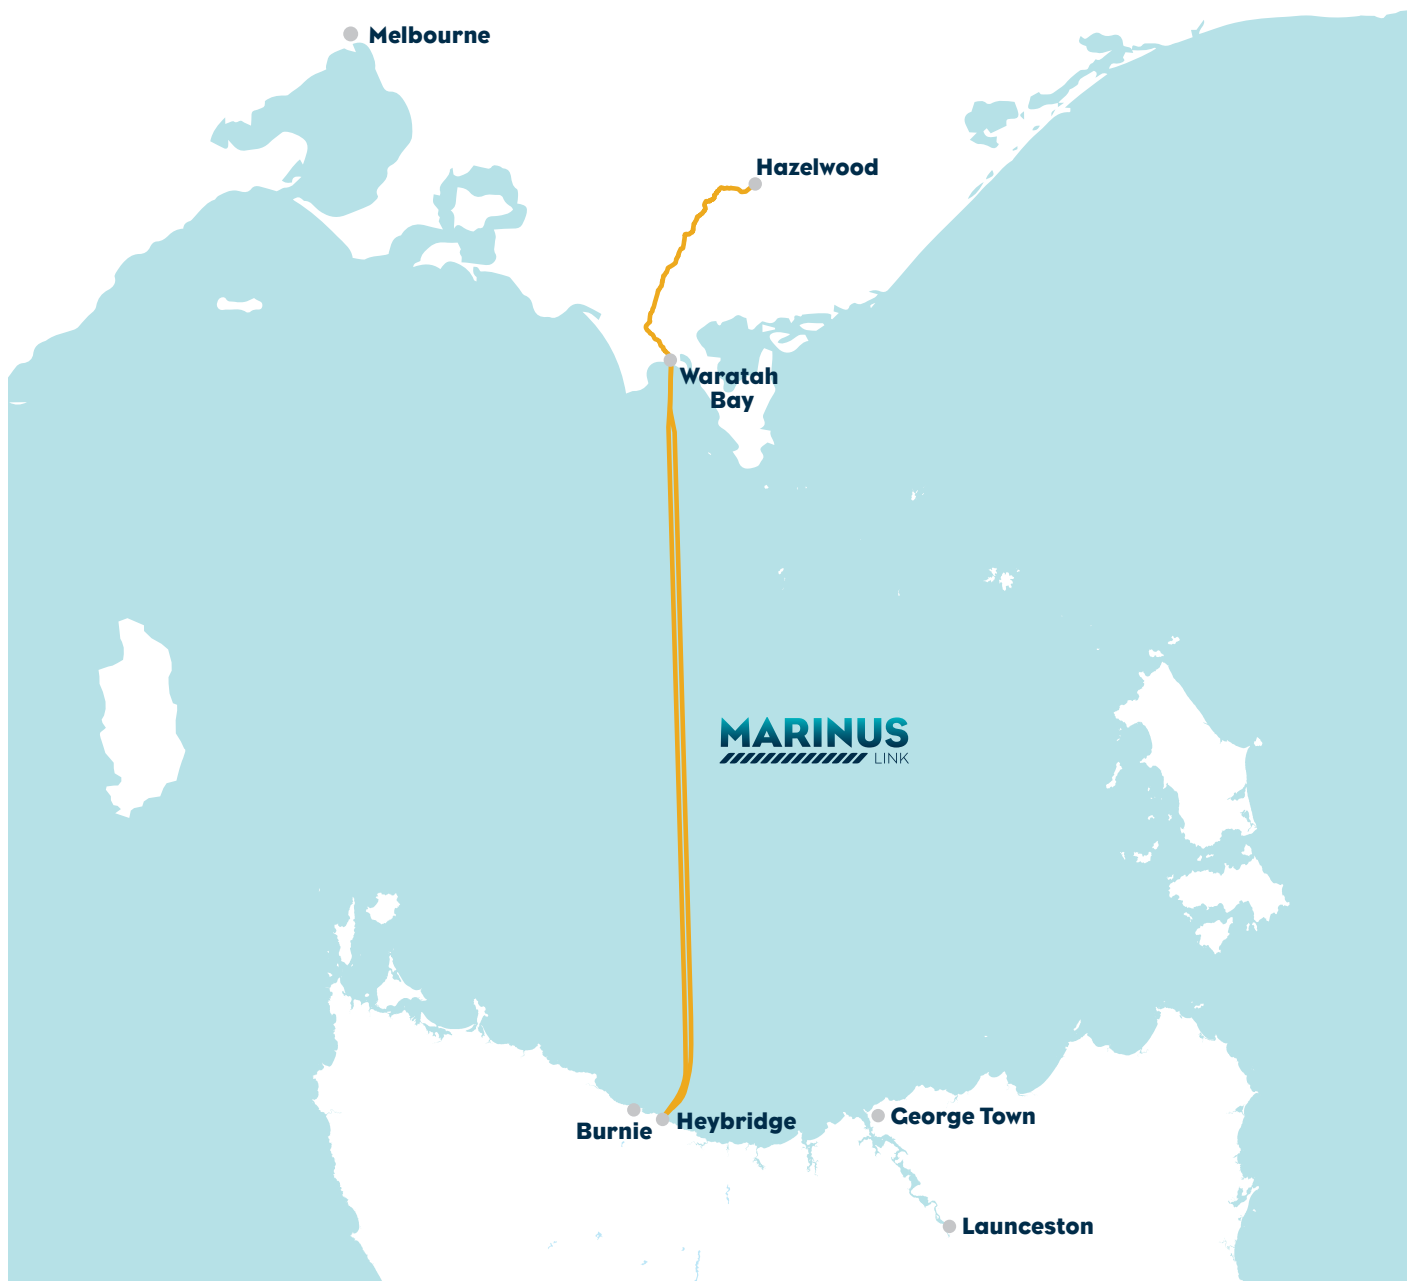 Melbourne
Hazelwood
Waratah
Bay
MARINUS
LINK
Heybridge
Burnie
George Town
Launceston